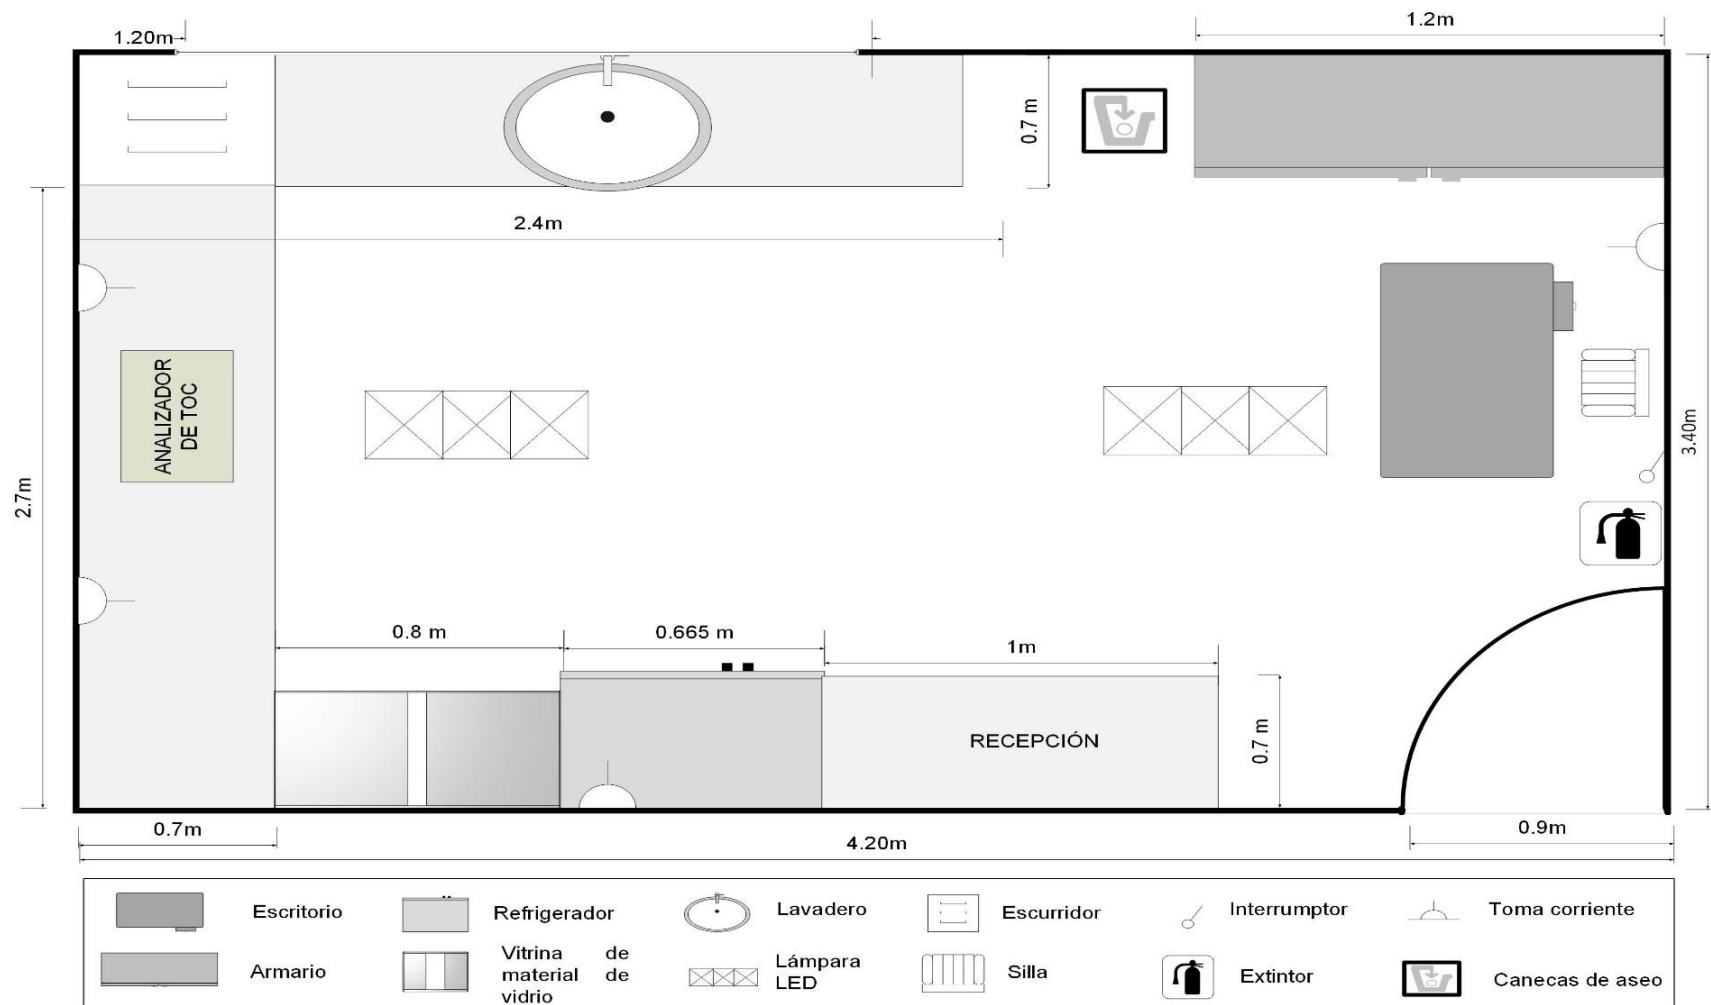 1.20m
1.2m
0.7 m
2.4m
ANALIZADOR
DE TOC
2.7m
3.40m
0.8 m
0.665 m
1m
RECEPCIÓN
0.7 m
0.7m
4.20m
0.9m
Escritorio
Refrigerador
Lavadero
Escurridor
Interrumptor
Toma corriente
Armario
Vitrina de
material de
vidrio
Lámpara
LED
Silla
Extintor
Canecas de aseo